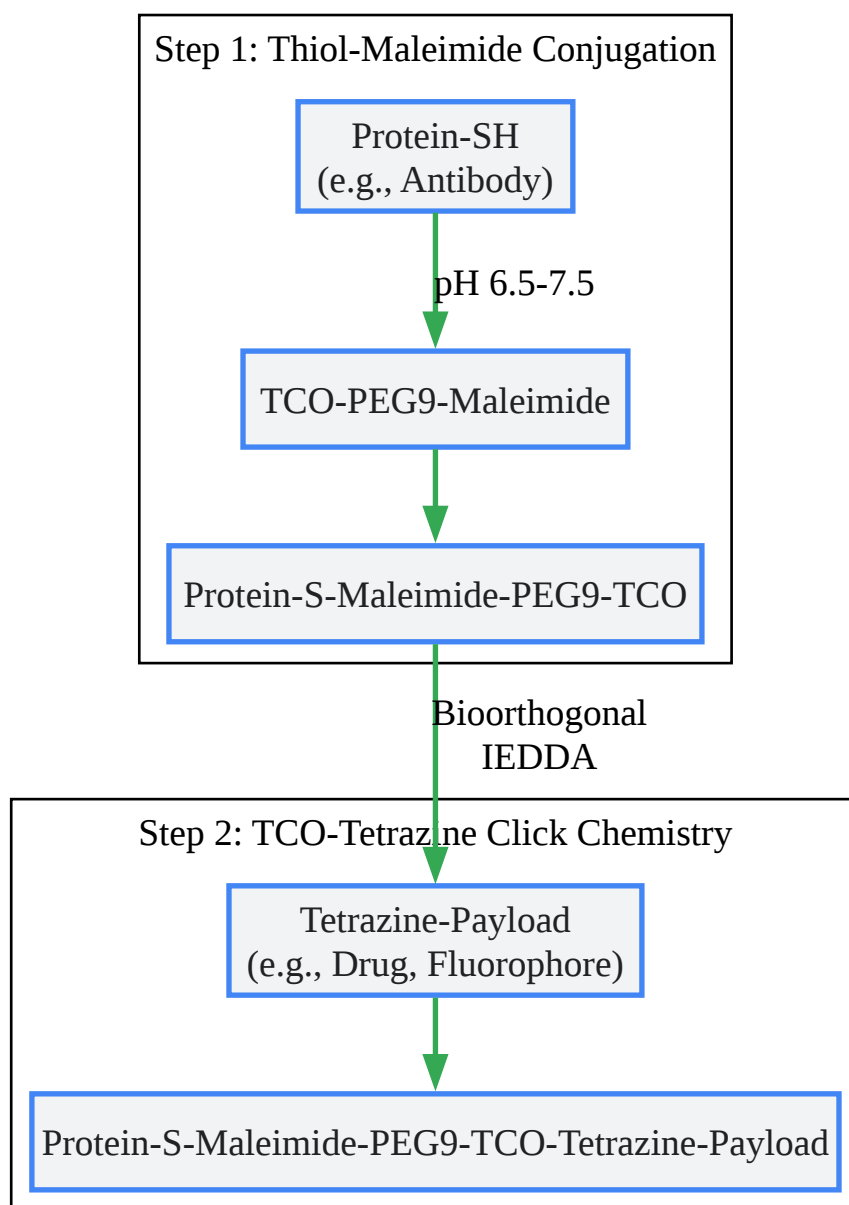 Step 1: Thiol-Maleimide Conjugation
Protein-SH
(e.g., Antibody)
pH 6.5-7.5
TCO-PEG9-Maleimide
Protein-S-Maleimide-PEG9-TCO
Bioorthogonal
IEDDA
Step 2: TCO-Tetrazine Click Chemistry
Tetrazine-Payload
(e.g., Drug, Fluorophore)
Protein-S-Maleimide-PEG9-TCO-Tetrazine-Payload